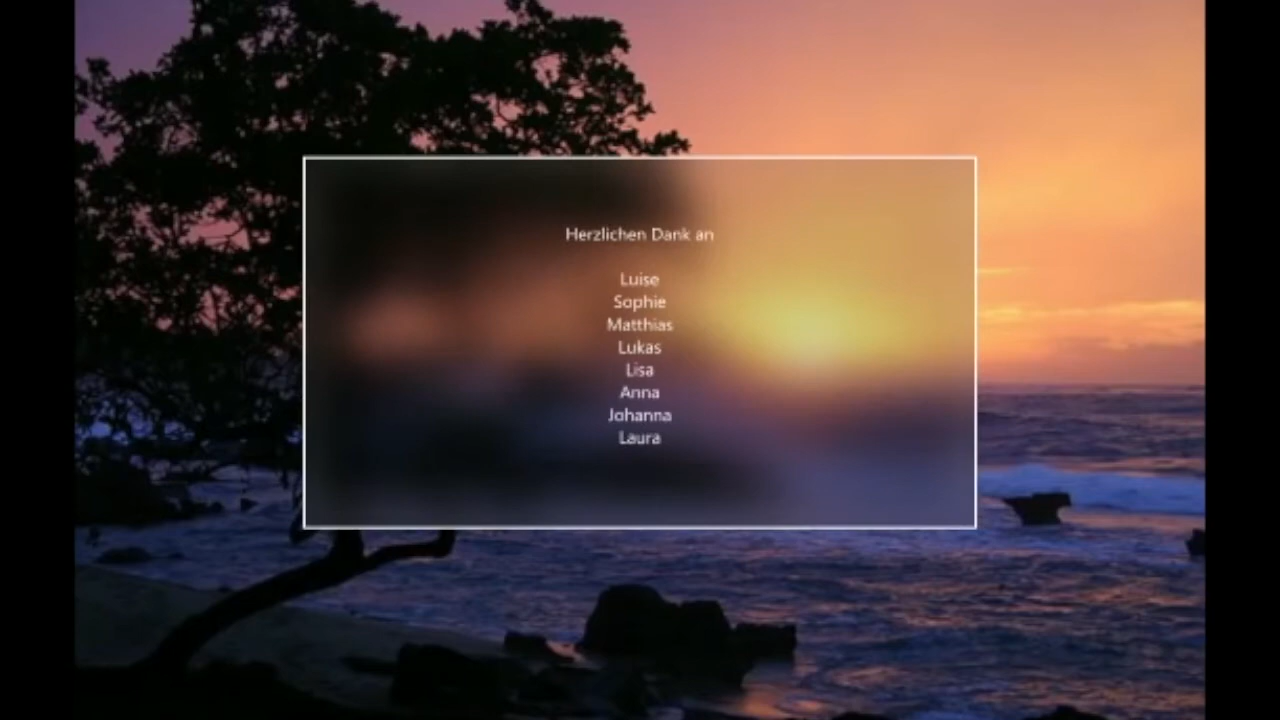 Herzlichen Dank an
Luise
Sophie
Matthias
Lukas
Lisa
Anna
Johanna
Laura